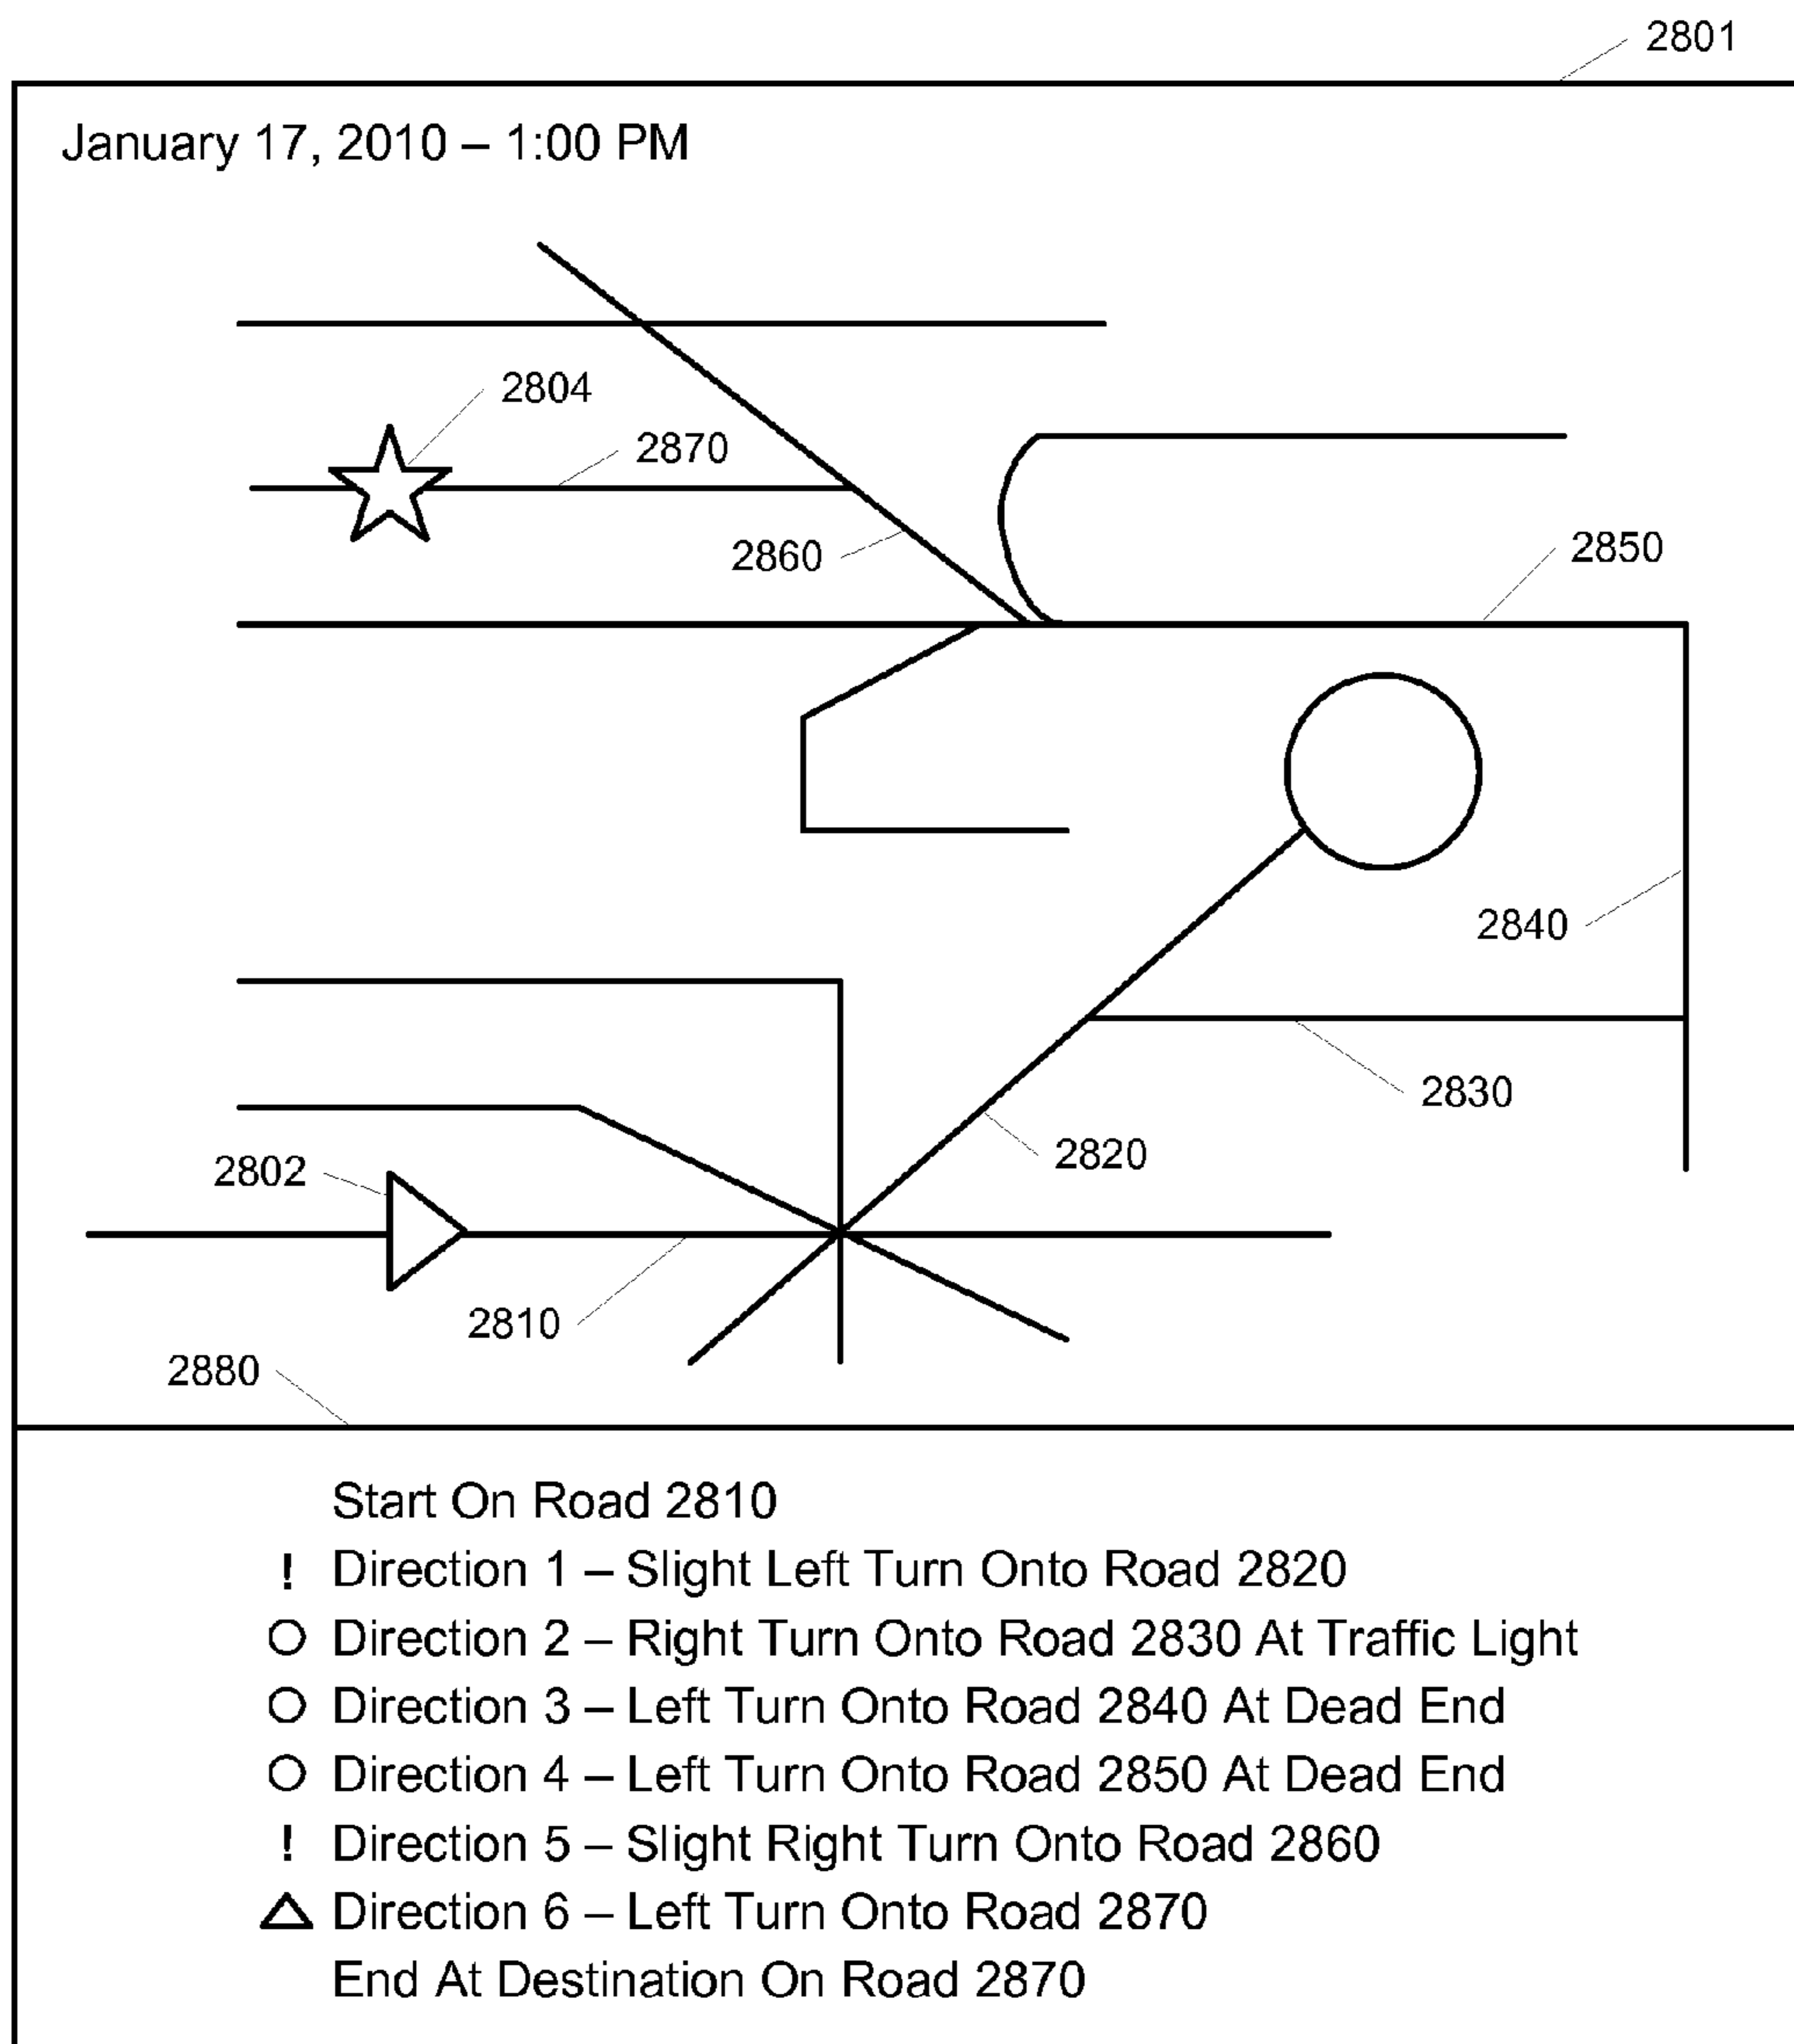 2801
January 17, 2010 – 1:00 PM
2804
2870
2860
2850
2840
2830
2820
2802
2810
2880
Start On Road 2810
! Direction 1 – Slight Left Turn Onto Road 2820
Direction 2 – Right Turn Onto Road 2830 At Traffic Light
Direction 3 – Left Turn Onto Road 2840 At Dead End
Direction 4 – Left Turn Onto Road 2850 At Dead End
! Direction 5 – Slight Right Turn Onto Road 2860
Direction 6 – Left Turn Onto Road 2870
End At Destination On Road 2870